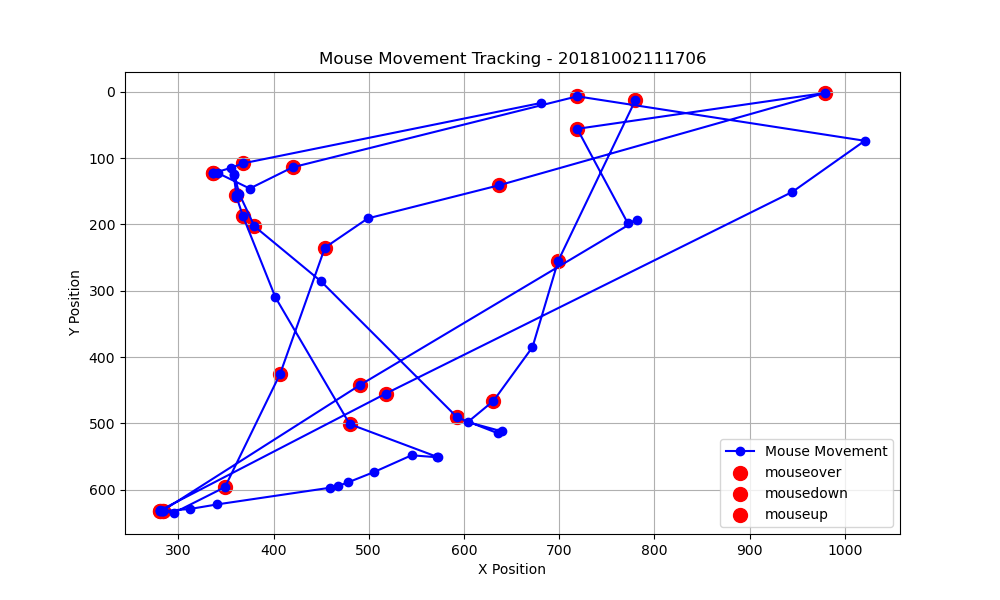 Mouse Movement Tracking - 20181002111706
Y Position
0
100
200
300
400
500
600
Mouse Movement
mouseover
mousedown
mouseup
300 400 500 600 700 800 900 1000
X Position